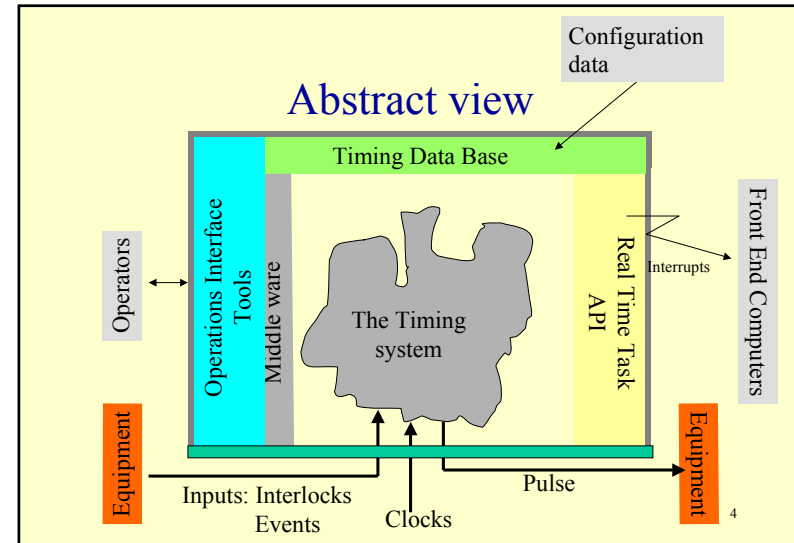 Configuration
data
Abstract view
Timing Data Base
Operators
Operations Interface
Tools
Middle ware
The Timing
system
Real Time Task
API
Interrupts
Front End Computers
Equipment
Inputs: Interlocks
Events
Clocks
Pulse
Equipment
4